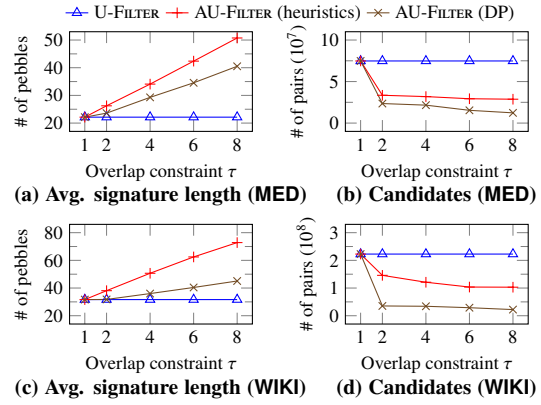 U-FILTER AU-FILTER (heuristics) AU-FILTER (DP)
50
40
30
20
# of pebbles
1 2 4 6 8
Overlap constraint τ
(a) Avg. signature length (MED)
10
5
0
# of pairs (10^7)
1 2 4 6 8
Overlap constraint τ
(b) Candidates (MED)
80
60
40
20
# of pebbles
1 2 4 6 8
Overlap constraint τ
(c) Avg. signature length (WIKI)
3
2
1
0
# of pairs (10^8)
1 2 4 6 8
Overlap constraint τ
(d) Candidates (WIKI)